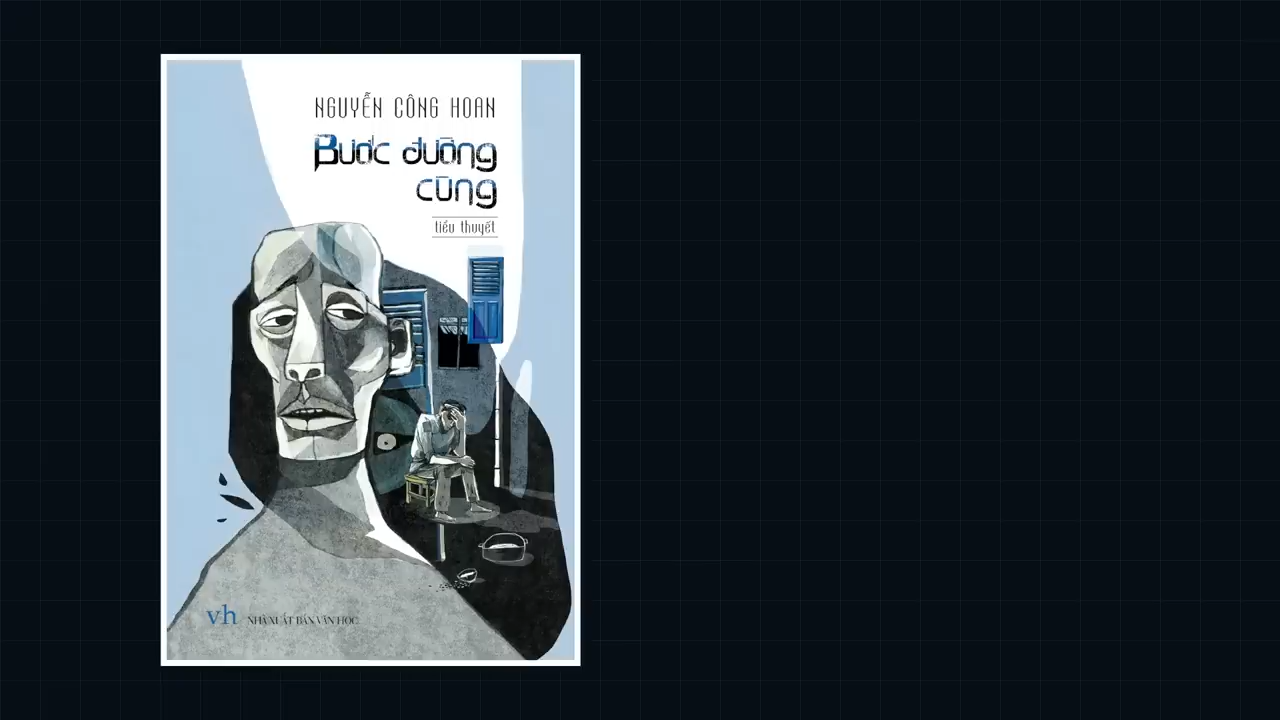 NGUYỄN CÔNG HOAN
Bước đường
cùng
tiểu thuyết
vh NHÀ XUẤT BẢN VĂN HỌC